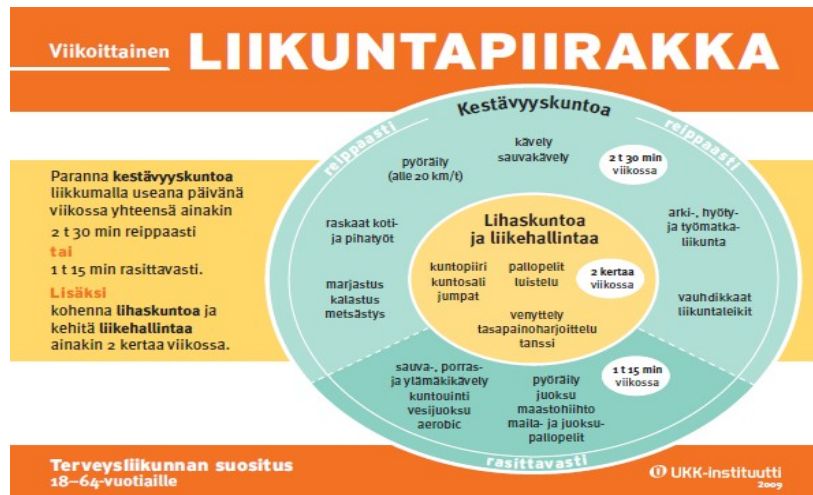 Viikoittainen LIIKUNTAPIIRAKKA
Paranna kestävyyskuntoa
liikkumalla useana päivänä
viikossa yhteensä ainakin
2 t 30 min reippaasti
tai
1 t 15 min rasittavasti.
Lisäksi
kohenna lihaskuntoa ja
kehitä liikehallintaa
ainakin 2 kertaa viikossa.
Kestävyyskuntoa
reippaasti
reippaasti
kävely
sauvakävely
2 t 30 min
viikossa
pyöräily
(alle 20 km/t)
raskaat koti-
ja pihatyöt
marjastus
kalastus
metsästys
arki-, hyöty-
ja työmatka-
liikunta
vauhdikkaat
liikuntaleikit
Lihaskuntoa
ja liikehallintaa
kuntopiiri
kuntosali
jumpat
pallopelit
luistelu
2 kertaa
viikossa
venyttely
tasapainoharjoittelu
tanssi
sauva-, porras-
ja ylämäkikävely
kuntouinti
vesijuoksu
aerobic
pyöräily
juoksu
maastohiihto
maila- ja juoksu-
pallopelit
1 t 15 min
viikossa
rasittavasti
Terveysliikunnan suositus
18–64-vuotiaille
UKK-instituutti
2009